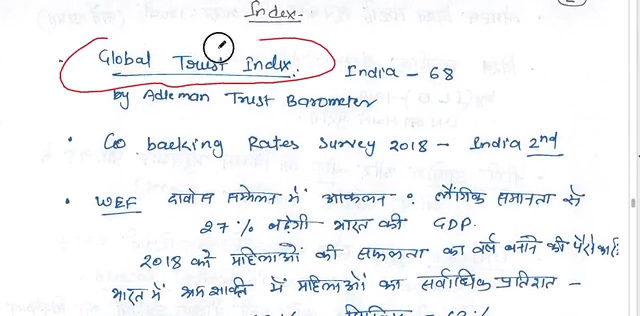 Index.
Global Trust Index. India - 68
by Adleman Trust Barometer
• Co backing Rates Survey 2018 - India 2nd
• WEF दावोस सम्मेलन में आकलन : लैंगिक समानता से
27% बढ़ेगी भारत की GDP.
2018 को महिलाओं की सफलता का वर्ष बनाने की
भारत में श्रम शक्ति में महिलाओं का सर्वाधिक प्रतिशत -